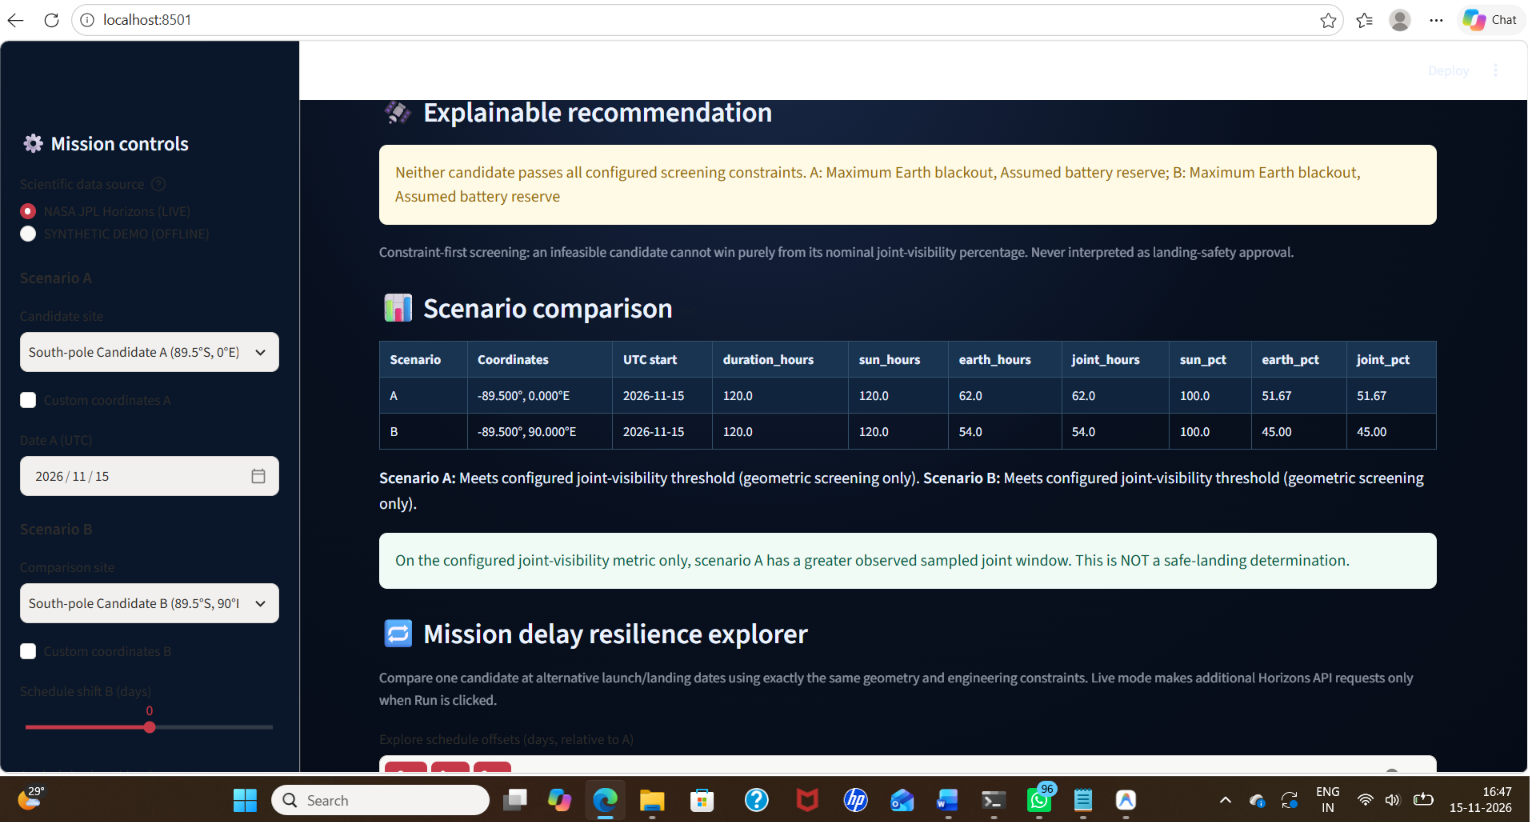 localhost:8501
Chat
Deploy
Mission controls
Scientific data source
NASA JPL Horizons (LIVE)
SYNTHETIC DEMO (OFFLINE)
Scenario A
Candidate site
South-pole Candidate A (89.5°S, 0°E)
Custom coordinates A
Date A (UTC)
2026/11/15
Scenario B
Comparison site
South-pole Candidate B (89.5°S, 90°
Custom coordinates B
Schedule shift B (days)
0
Explainable recommendation
Neither candidate passes all configured screening constraints. A: Maximum Earth blackout, Assumed battery reserve; B: Maximum Earth blackout,
Assumed battery reserve
Constraint-first screening: an infeasible candidate cannot win purely from its nominal joint-visibility percentage. Never interpreted as landing-safety approval.
Scenario comparison
Scenario Coordinates UTC start duration_hours sun_hours earth_hours joint_hours sun_pct earth_pct joint_pct
A -89.500°, 0.000°E 2026-11-15 120.0 120.0 62.0 62.0 100.0 51.67 51.67
B -89.500°, 90.000°E 2026-11-15 120.0 120.0 54.0 54.0 100.0 45.00 45.00
Scenario A: Meets configured joint-visibility threshold (geometric screening only). Scenario B: Meets configured joint-visibility threshold (geometric screening
only).
On the configured joint-visibility metric only, scenario A has a greater observed sampled joint window. This is NOT a safe-landing determination.
Mission delay resilience explorer
Compare one candidate at alternative launch/landing dates using exactly the same geometry and engineering constraints. Live mode makes additional Horizons API requests only
when Run is clicked.
Explore schedule offsets (days, relative to A)
29°
Search
hp
96
ENG
IN
16:47
15-11-2026